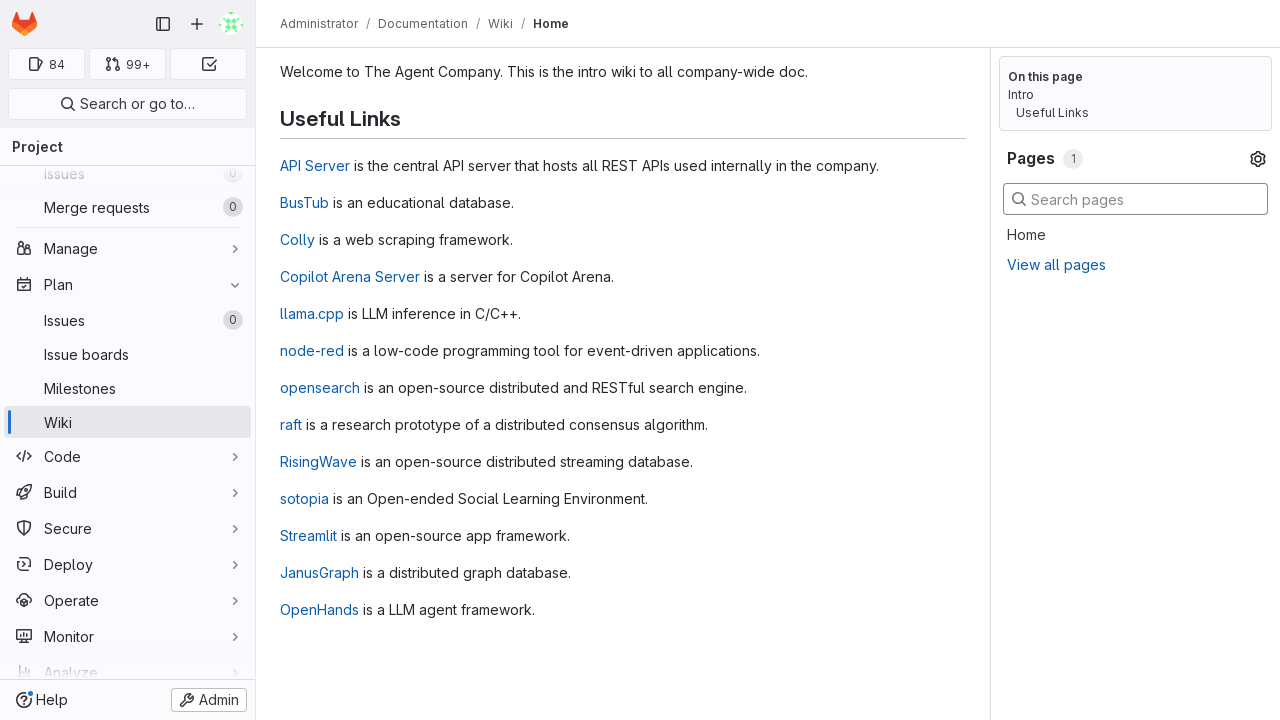 84
99+
Search or go to…
Project
Issues 0
Merge requests 0
Manage
Plan
Issues 0
Issue boards
Milestones
Wiki
Code
Build
Secure
Deploy
Operate
Monitor
Analyze
Help
Admin
Administrator / Documentation / Wiki / Home
Welcome to The Agent Company. This is the intro wiki to all company-wide doc.
Useful Links
API Server is the central API server that hosts all REST APIs used internally in the company.
BusTub is an educational database.
Colly is a web scraping framework.
Copilot Arena Server is a server for Copilot Arena.
llama.cpp is LLM inference in C/C++.
node-red is a low-code programming tool for event-driven applications.
opensearch is an open-source distributed and RESTful search engine.
raft is a research prototype of a distributed consensus algorithm.
RisingWave is an open-source distributed streaming database.
sotopia is an Open-ended Social Learning Environment.
Streamlit is an open-source app framework.
JanusGraph is a distributed graph database.
OpenHands is a LLM agent framework.
On this page
Intro
Useful Links
Pages 1
Search pages
Home
View all pages